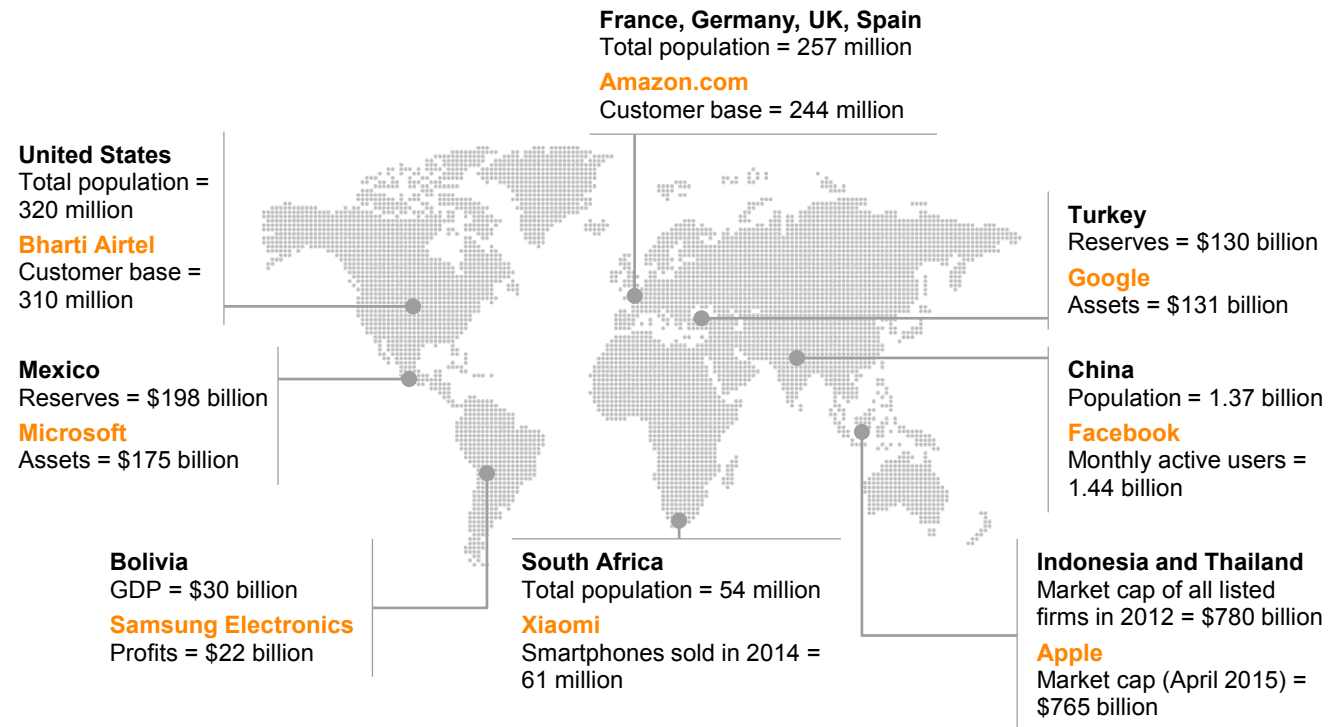 France, Germany, UK, Spain
Total population = 257 million
Amazon.com
Customer base = 244 million
United States
Total population =
320 million
Bharti Airtel
Customer base =
310 million
Turkey
Reserves = $130 billion
Google
Assets = $131 billion
Mexico
Reserves = $198 billion
Microsoft
Assets = $175 billion
China
Population = 1.37 billion
Facebook
Monthly active users =
1.44 billion
Bolivia
GDP = $30 billion
Samsung Electronics
Profits = $22 billion
South Africa
Total population = 54 million
Xiaomi
Smartphones sold in 2014 =
61 million
Indonesia and Thailand
Market cap of all listed
firms in 2012 = $780 billion
Apple
Market cap (April 2015) =
$765 billion